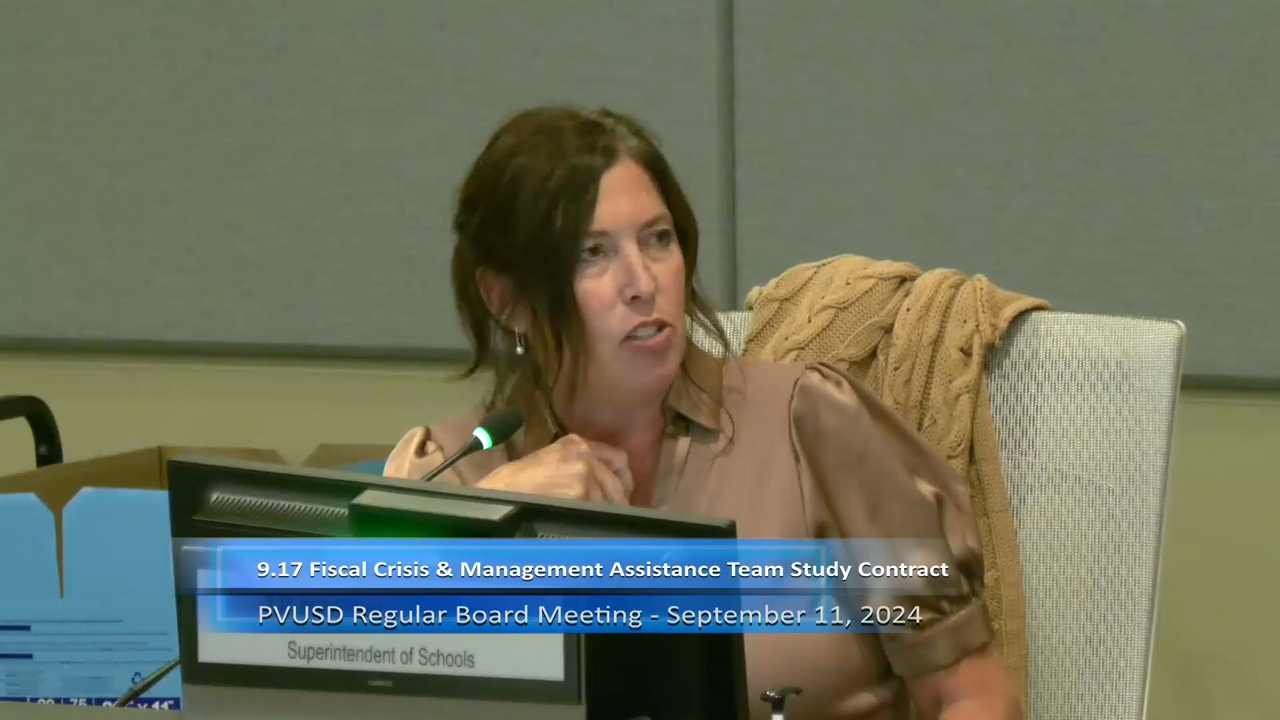 9.17 Fiscal Crisis & Management Assistance Team Study Contract
PVUSD Regular Board Meeting - September 11, 2024
Superintendent of Schools